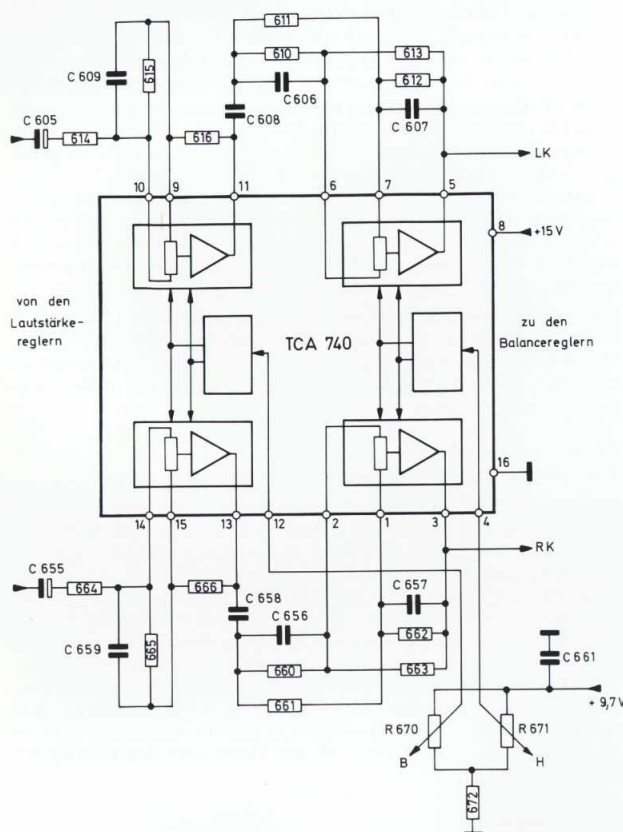 611
C 609
615
610
613
C 606
612
C 605
C 608
C 607
614
616
LK
10 9 11 6 7 5
8
+15 V
von den
Lautstärke-
reglern
TCA 740
zu den
Balancereglern
16
14 15 13 12 2 1 3 4
RK
C 655
664
666
C 657
C 658
C 656
662
C 659
665
660
663
C 661
661
+ 9,7V
R 670
R 671
B
H
672